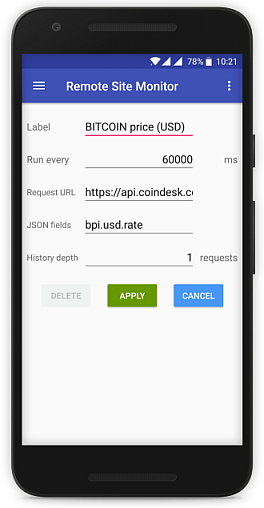 78% 10:21
Remote Site Monitor
Label BITCOIN price (USD)
Run every 60000 ms
Request URL https://api.coindesk.c
JSON fields bpi.usd.rate
History depth 1 requests
DELETE APPLY CANCEL